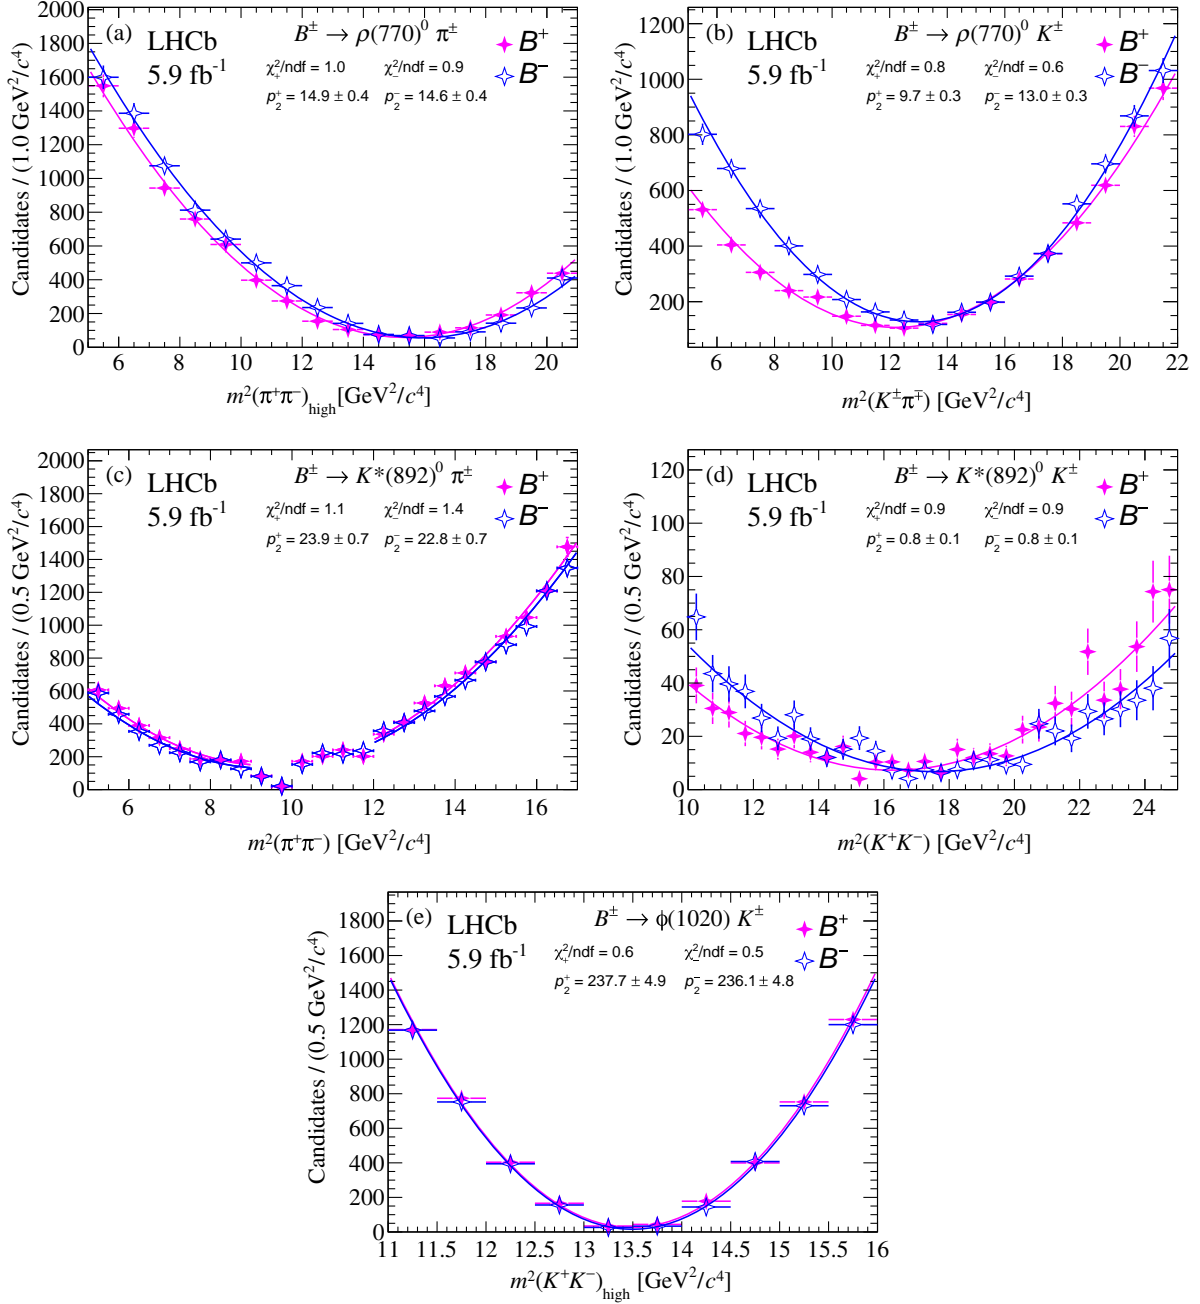 (a) LHCb B± → ρ(770)⁰ π± B⁺
5.9 fb⁻¹ χ²₊/ndf = 1.0 χ²₋/ndf = 0.9 B⁻
p₂⁺ = 14.9 ± 0.4 p₂⁻ = 14.6 ± 0.4
Candidates / (1.0 GeV²/c⁴)
2000
1800
1600
1400
1200
1000
800
600
400
200
0
6 8 10 12 14 16 18 20
m²(π⁺π⁻)high[GeV²/c⁴]
(b) LHCb B± → ρ(770)⁰ K± B⁺
5.9 fb⁻¹ χ²₊/ndf = 0.8 χ²₋/ndf = 0.6 B⁻
p₂⁺ = 9.7 ± 0.3 p₂⁻ = 13.0 ± 0.3
Candidates / (1.0 GeV²/c⁴)
1200
1000
800
600
400
200
6 8 10 12 14 16 18 20 22
m²(K±π∓) [GeV²/c⁴]
(c) LHCb B± → K*(892)⁰ π± B⁺
5.9 fb⁻¹ χ²₊/ndf = 1.1 χ²₋/ndf = 1.4 B⁻
p₂⁺ = 23.9 ± 0.7 p₂⁻ = 22.8 ± 0.7
Candidates / (0.5 GeV²/c⁴)
2000
1800
1600
1400
1200
1000
800
600
400
200
0
6 8 10 12 14 16
m²(π⁺π⁻) [GeV²/c⁴]
(d) LHCb B± → K*(892)⁰ K± B⁺
5.9 fb⁻¹ χ²₊/ndf = 0.9 χ²₋/ndf = 0.9 B⁻
p₂⁺ = 0.8 ± 0.1 p₂⁻ = 0.8 ± 0.1
Candidates / (0.5 GeV²/c⁴)
120
100
80
60
40
20
0
10 12 14 16 18 20 22 24
m²(K⁺K⁻) [GeV²/c⁴]
(e) LHCb B± → ϕ(1020) K± B⁺
5.9 fb⁻¹ χ²₊/ndf = 0.6 χ²₋/ndf = 0.5 B⁻
p₂⁺ = 237.7 ± 4.9 p₂⁻ = 236.1 ± 4.8
Candidates / (0.5 GeV²/c⁴)
1800
1600
1400
1200
1000
800
600
400
200
0
11 11.5 12 12.5 13 13.5 14 14.5 15 15.5 16
m²(K⁺K⁻)high [GeV²/c⁴]